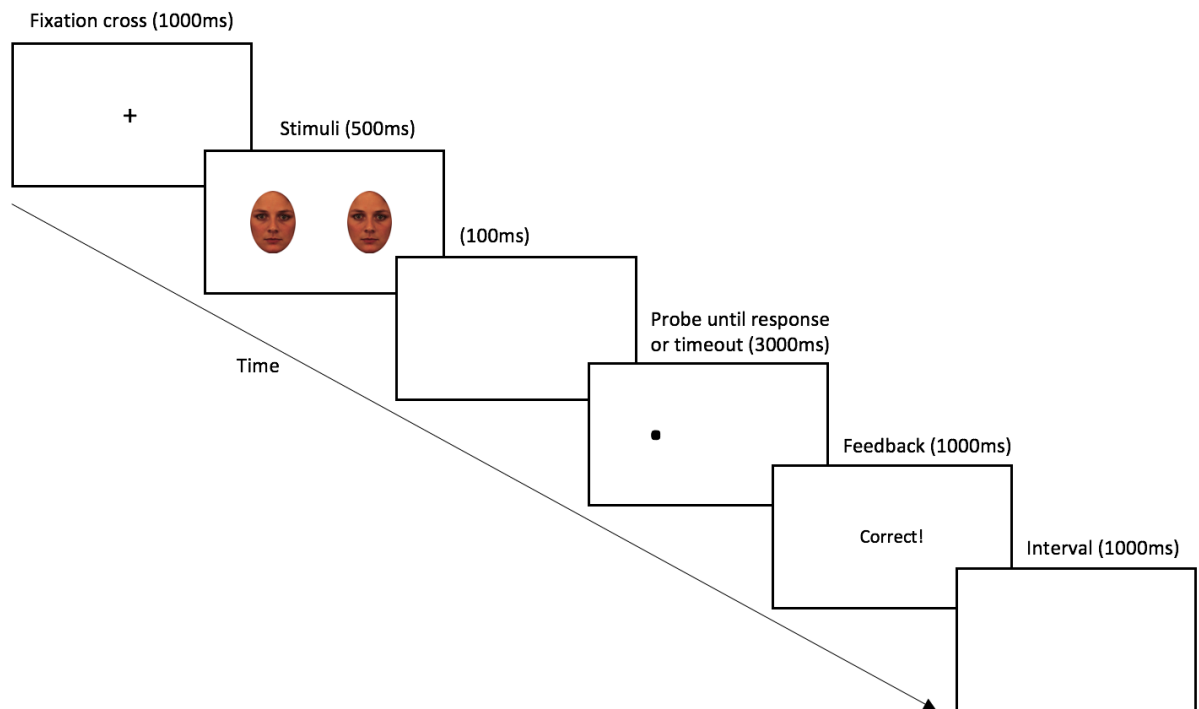 Fixation cross (1000ms)
+
Stimuli (500ms)
(100ms)
Probe until response
or timeout (3000ms)
Time
Feedback (1000ms)
Correct!
Interval (1000ms)